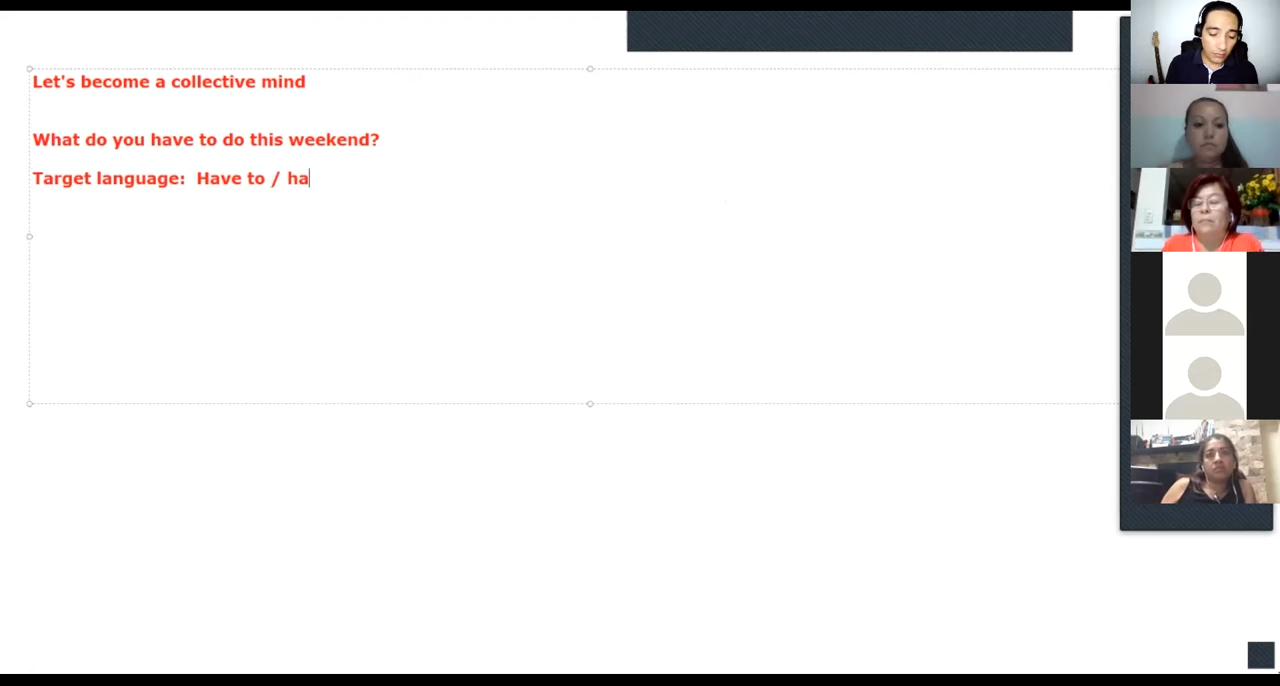 Let's become a collective mind
What do you have to do this weekend?
Target language:  Have to / ha